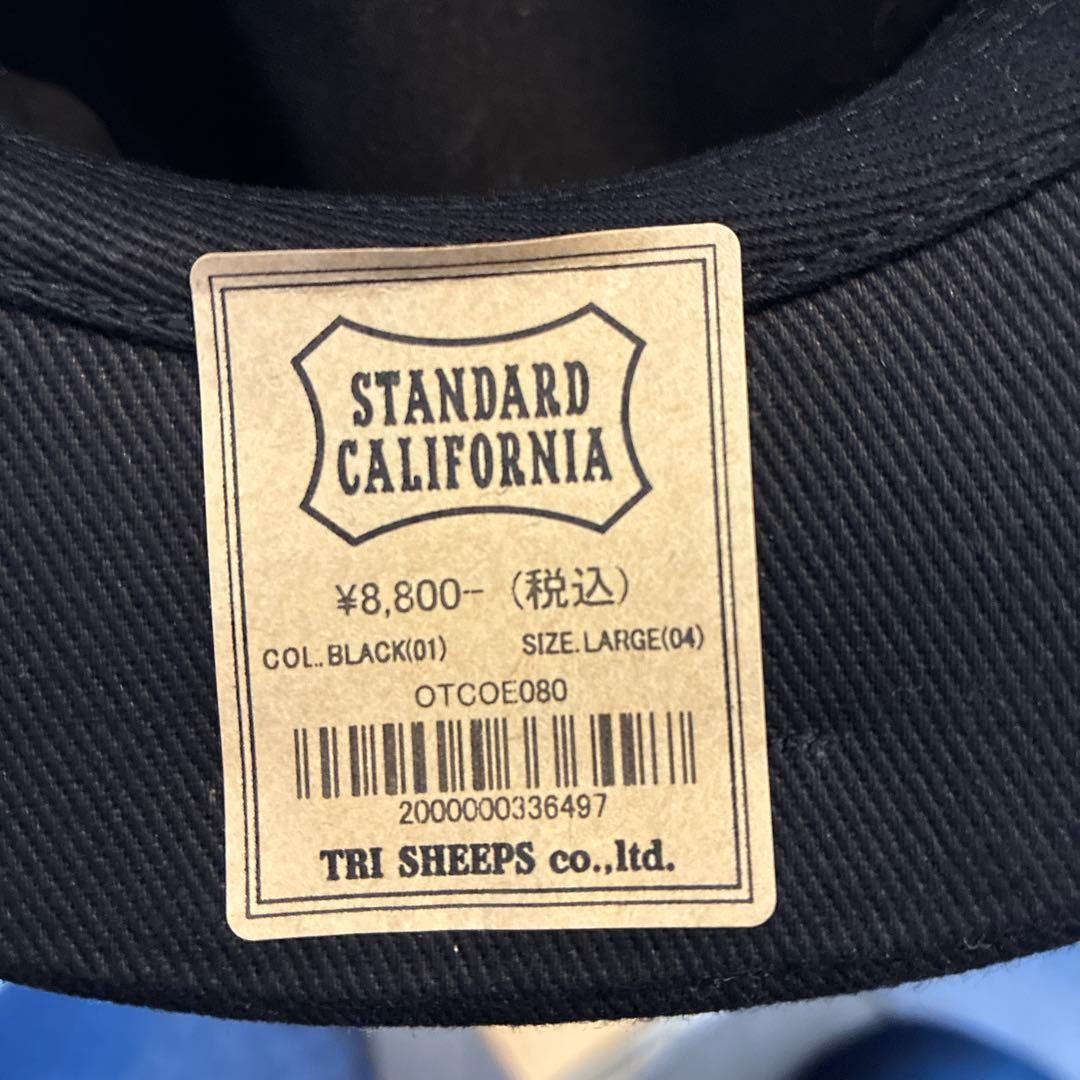 STANDARD
CALIFORNIA
¥8,800-- (税込)
COL..BLACK(01) SIZE.LARGE(04)
OTCOE080
2000000336497
TRI SHEEPS co.,ltd.